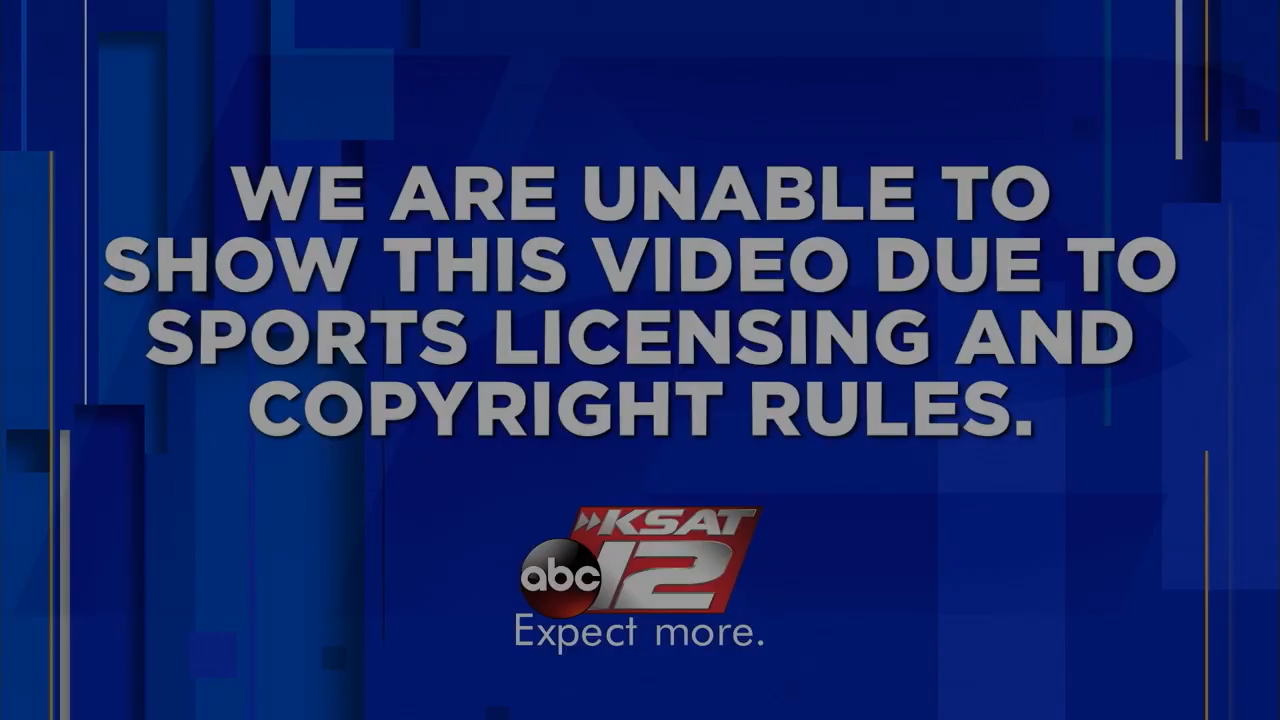 WE ARE UNABLE TO
SHOW THIS VIDEO DUE TO
SPORTS LICENSING AND
COPYRIGHT RULES.
KSAT
abc 12
Expect more.